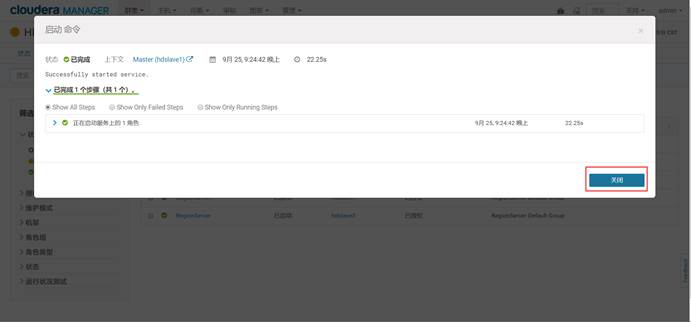 cloudera MANAGER 群集 主机 诊断 审核 图表 管理 搜索 支持 admin
启动 命令 ×
状态 已完成 上下文 Master (hdslave1) 9月 25, 9:24:42 晚上 22.25s
Successfully started service.
已完成 1 个步骤（共 1 个）。
Show All Steps Show Only Failed Steps Show Only Running Steps
正在启动服务上的 1 角色 9月 25, 9:24:42 晚上 22.25s
关闭
维护模式
机架
RegionServer 已启动 hdslave3 已授权 RegionServer Default Group
角色组
角色类型
状态
运行状况测试
Feedback